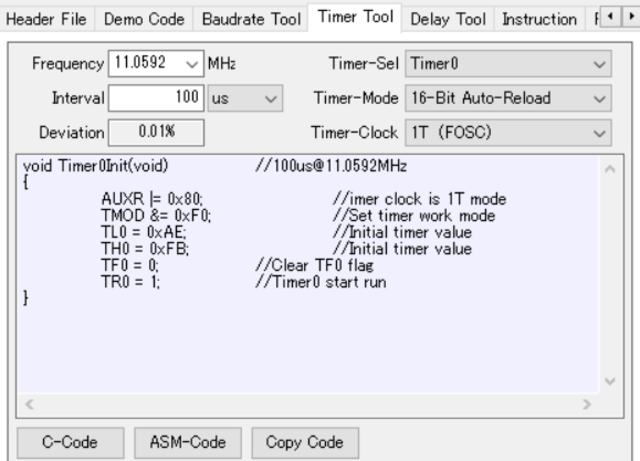 Header File Demo Code Baudrate Tool Timer Tool Delay Tool Instruction
Frequency 11.0592 MHz Timer-Sel Timer0
Interval 100 us Timer-Mode 16-Bit Auto-Reload
Deviation 0.01% Timer-Clock 1T (FOSC)
void Timer0Init(void) //100us@11.0592MHz
{
AUXR |= 0x80; //imer clock is 1T mode
TMOD &= 0xF0; //Set timer work mode
TL0 = 0xAE; //Initial timer value
TH0 = 0xFB; //Initial timer value
TF0 = 0; //Clear TF0 flag
TR0 = 1; //Timer0 start run
}
C-Code ASM-Code Copy Code